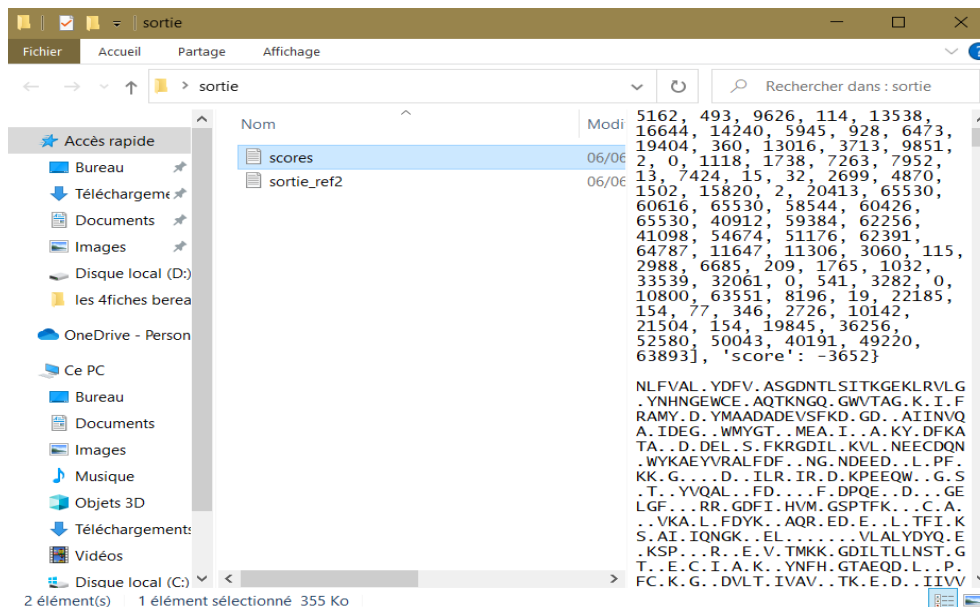 sortie
Fichier Accueil Partage Affichage
sortie
Rechercher dans : sortie
Accès rapide
Bureau
Téléchargeme
Documents
Images
Disque local (D:)
les 4fiches berea
OneDrive - Person
Ce PC
Bureau
Documents
Images
Musique
Objets 3D
Téléchargements
Vidéos
Disque local (C:)
Nom Modi
scores 06/06
sortie_ref2 06/06
5162, 493, 9626, 114, 13538,
16644, 14240, 5945, 928, 6473,
19404, 360, 13016, 3713, 9851,
2, 0, 1118, 1738, 7263, 7952,
13, 7424, 15, 32, 2699, 4870,
1502, 15820, 2, 20413, 65530,
60616, 65530, 58544, 60426,
65530, 40912, 59384, 62256,
41098, 54674, 51176, 62391,
64787, 11647, 11306, 3060, 115,
2988, 6685, 209, 1765, 1032,
33539, 32061, 0, 541, 3282, 0,
10800, 63551, 8196, 19, 22185,
154, 77, 346, 2726, 10142,
21504, 154, 19845, 36256,
52580, 50043, 40191, 49220,
63893], 'score': -3652}
NLFVAL.YDFV.ASGDNTLSITKGEKLRVLG
.YNHNGEWCE.AQTKNGQ.GWVTAG.K.I.F
RAMY.D.YMAADADEVSFKD.GD..AIINVQ
A.IDEG..WMYGT..MEA.I..A.KY.DFKA
TA..D.DEL.S.FKRGDIL.KVL.NEECDQN
.WYKAEYVRALFDF..NG.NDEED..L.PF.
KK.G....D..ILR.IR.D.KPEEQW..G.S
.T..YVQAL..FD....F.DPQE..D...GE
LGF...RR.GDFI.HVM.GSPTFK...C.A.
..VKA.L.FDYK..AQR.ED.E..L.TFI.K
S.AI.IQNGK..EL.......VLALYDYQ.E
.KSP...R..E.V.TMKK.GDILTLLNST.G
T..E.C.I.A.K..YNFH.GTAEQD.L..P.
FC.K.G..DVLT.IVAV..TK.E.D..IIVV
2 élément(s) 1 élément sélectionné 355 Ko